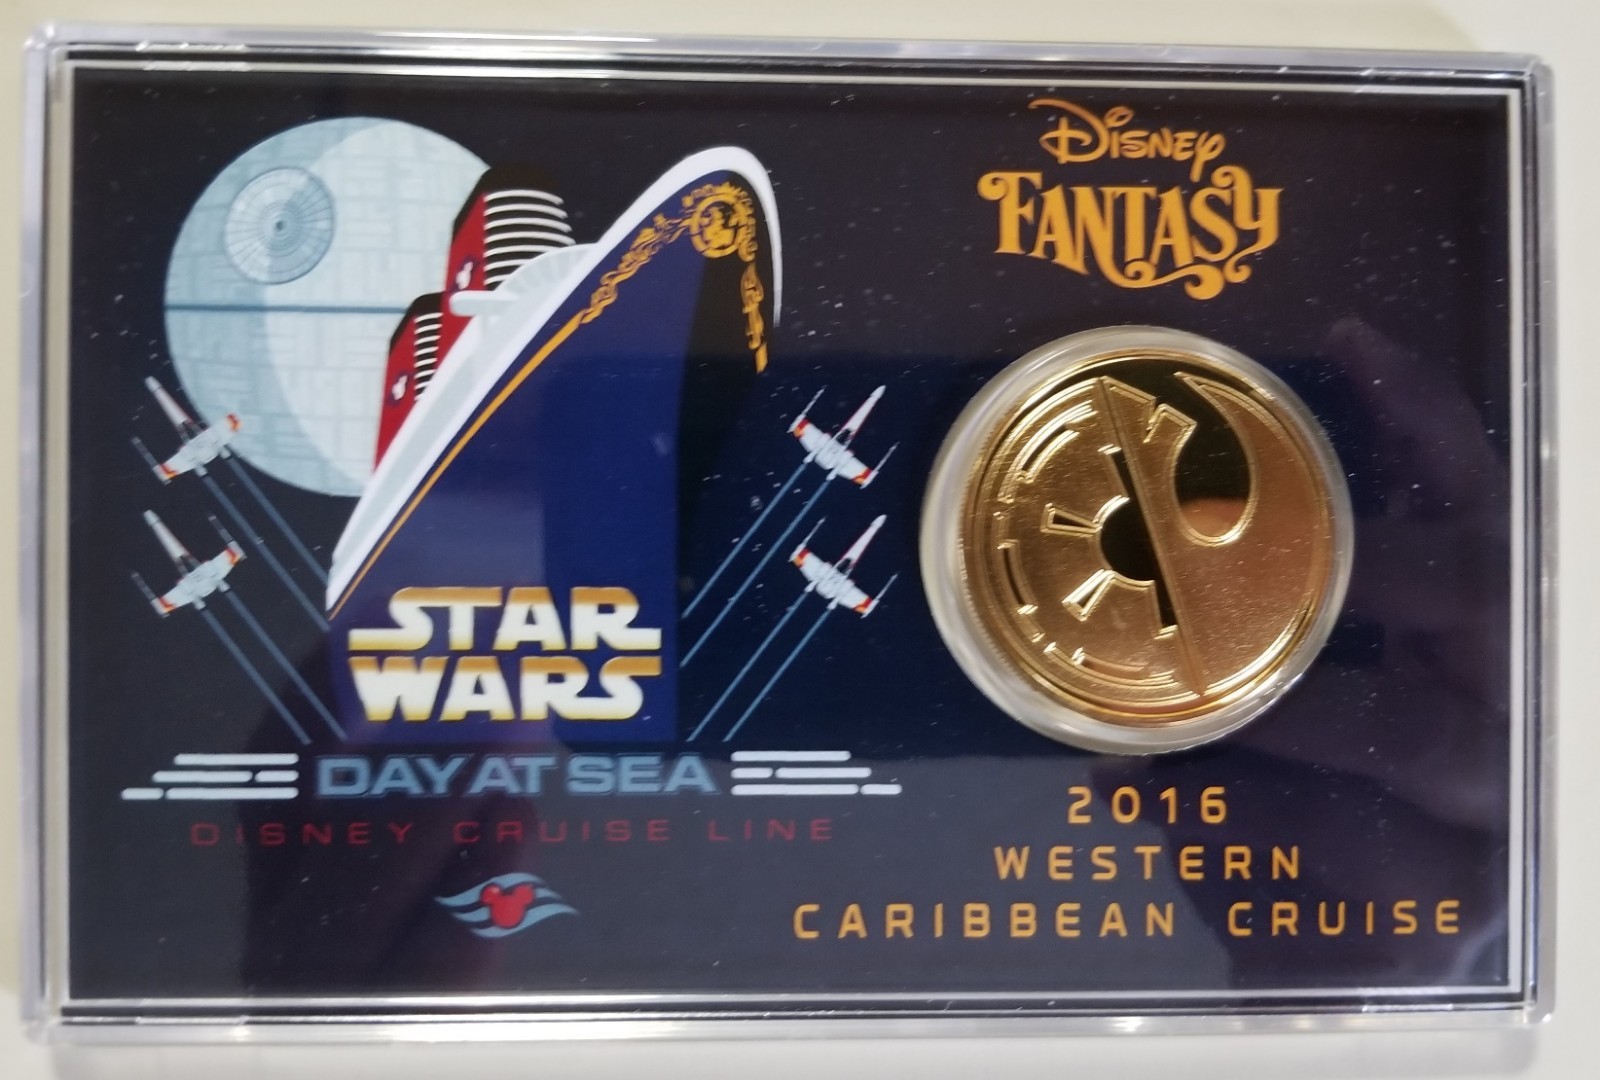 Disney
FANTASY
STAR
WARS
DAY AT SEA
DISNEY CRUISE LINE
2016
WESTERN
CARIBBEAN CRUISE